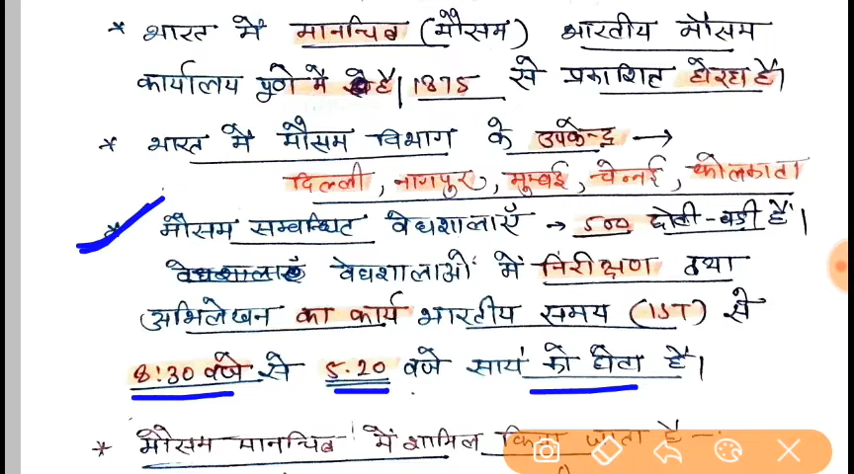 * भारत में मानचित्र (मौसम) भारतीय मौसम
कार्यालय पुणे में है। 1875 से प्रकाशित हो रहा है।
* भारत में मौसम विभाग के उपकेन्द्र →
दिल्ली, नागपुर, मुम्बई, चेन्नई, कोलकाता
* मौसम सम्बन्धित वेधशालाएँ → 500 छोटी-बड़ी हैं।
वेधशालाओं में निरीक्षण तथा
अभिलेखन का कार्य भारतीय समय (IST) से
8:30 बजे से 5.20 बजे सायं को होता है।
* मौसम मानचित्र में शामिल किया जाता है -